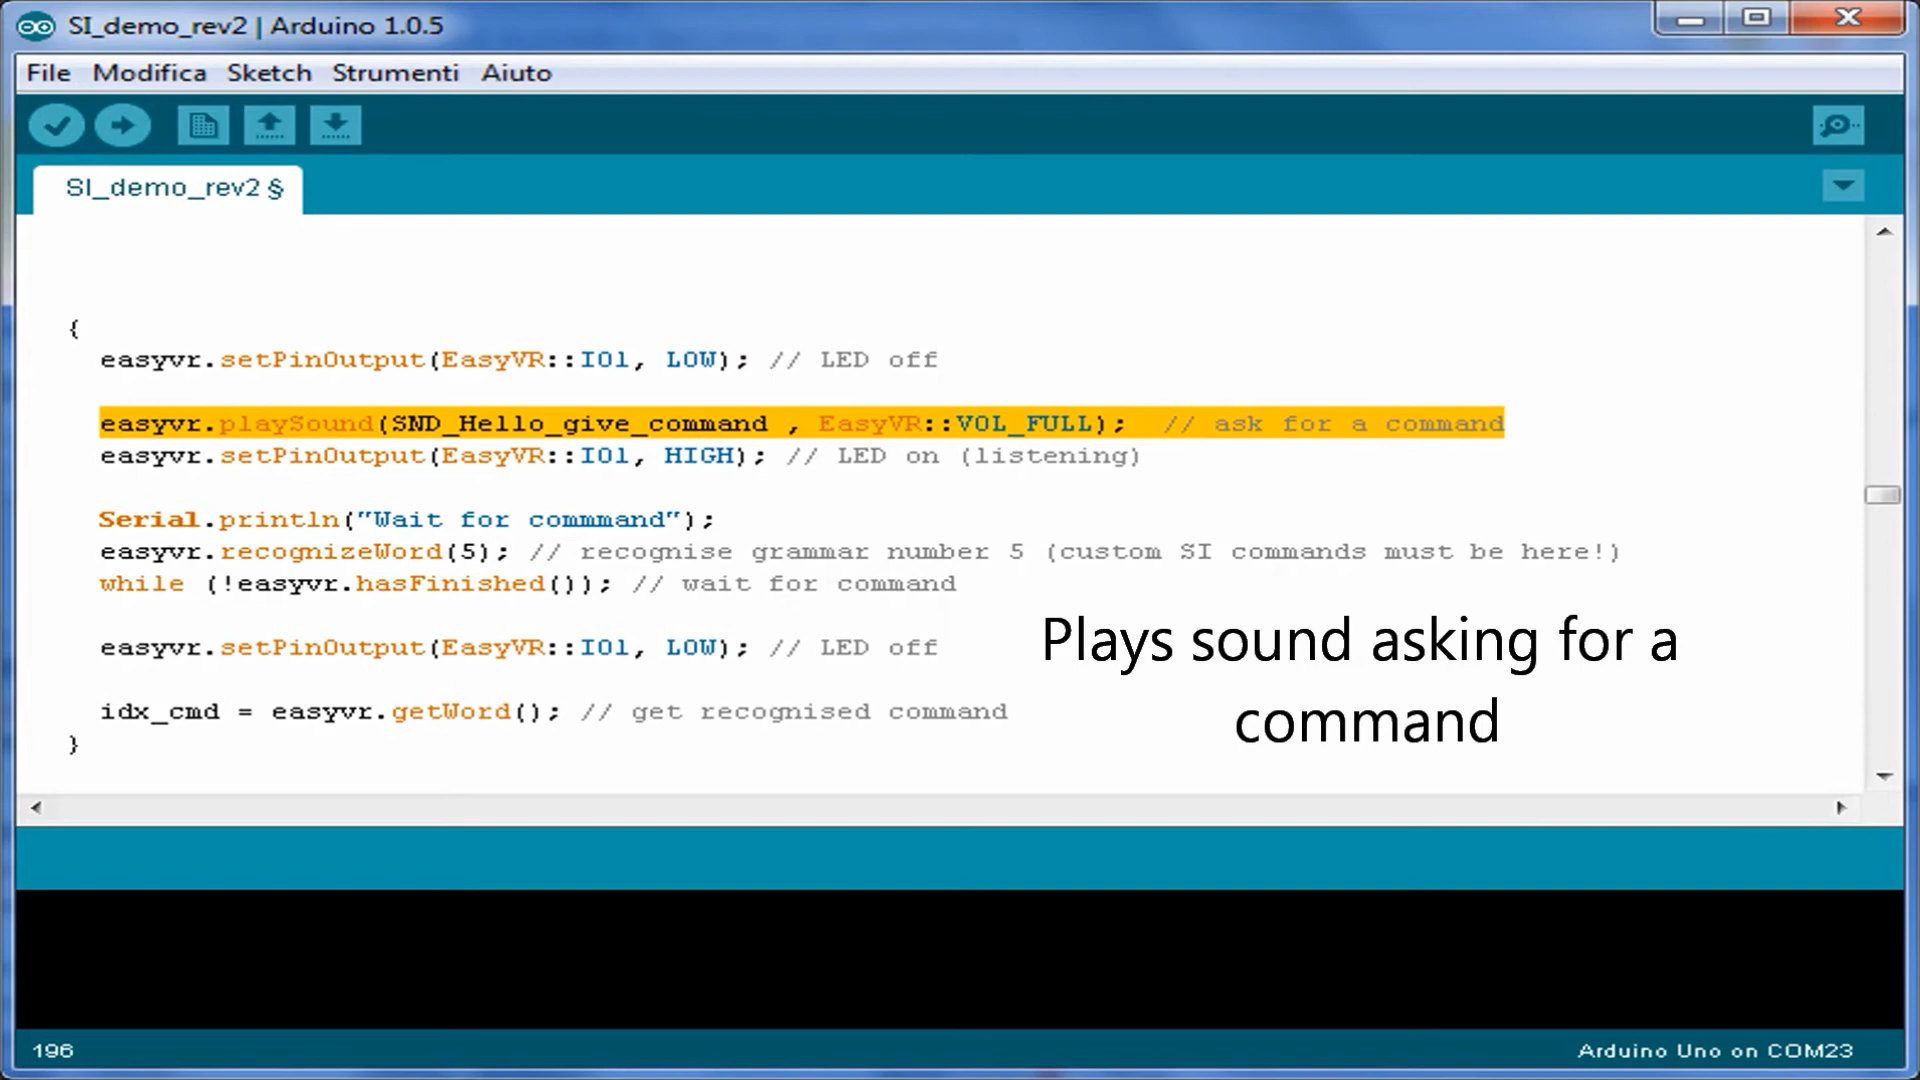 SI_demo_rev2 | Arduino 1.0.5
File Modifica Sketch Strumenti Aiuto
SI_demo_rev2 §
{
easyvr.setPinOutput(EasyVR::IO1, LOW); // LED off
easyvr.playSound(SND_Hello_give_command , EasyVR::VOL_FULL); // ask for a command
easyvr.setPinOutput(EasyVR::IO1, HIGH); // LED on (listening)
Serial.println("Wait for commmand");
easyvr.recognizeWord(5); // recognise grammar number 5 (custom SI commands must be here!)
while (!easyvr.hasFinished()); // wait for command
easyvr.setPinOutput(EasyVR::IO1, LOW); // LED off
idx_cmd = easyvr.getWord(); // get recognised command
}
Plays sound asking for a
command
196
Arduino Uno on COM23